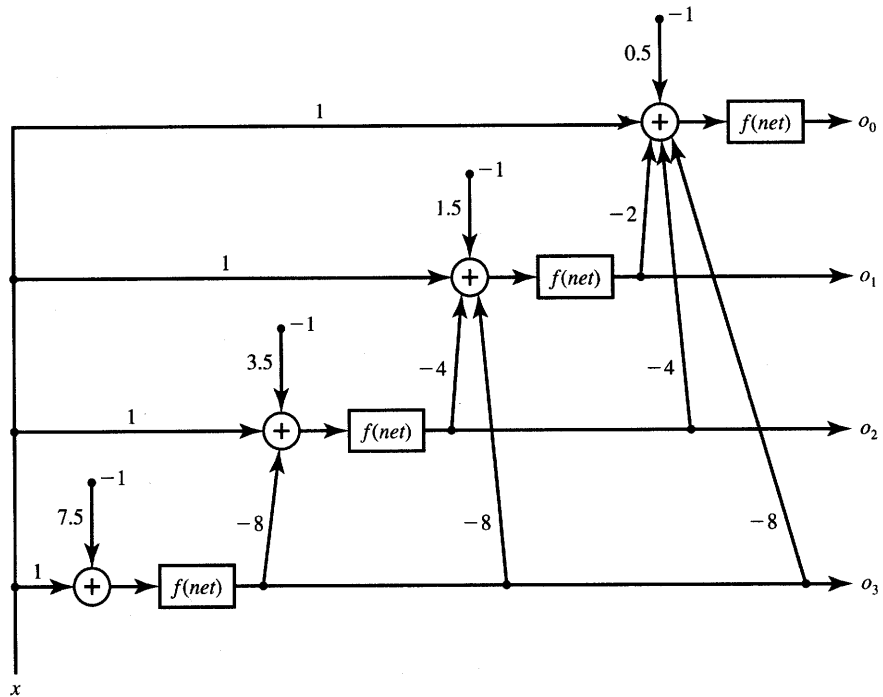 −1
0.5
1
+
f(net)
o₀
−1
1.5
−2
1
+
f(net)
o₁
−1
3.5
−4
−4
1
+
f(net)
o₂
−1
7.5
−8
−8
−8
1
+
f(net)
o₃
x